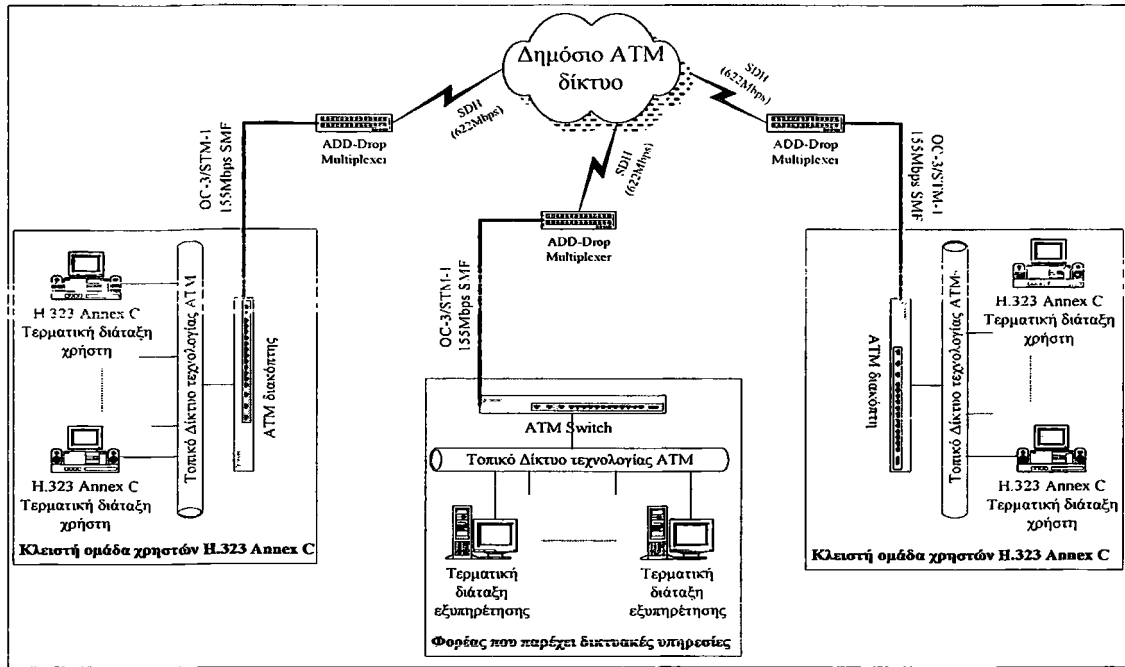 Δημόσιο ATM
δίκτυο
SDH
(622Mbps)
SDH
(622Mbps)
SDH
(622Mbps)
ADD-Drop
Multiplexer
ADD-Drop
Multiplexer
ADD-Drop
Multiplexer
OC-3/STM-1
155Mbps SMF
OC-3/STM-1
155Mbps SMF
OC-3/STM-1
155Mbps SMF
H.323 Annex C
Τερματική διάταξη
χρήστη
H.323 Annex C
Τερματική διάταξη
χρήστη
Τοπικό Δίκτυο τεχνολογίας ATM
ATM διακόπτης
Κλειστή ομάδα χρηστών H.323 Annex C
ATM Switch
Τοπικό Δίκτυο τεχνολογίας ATM
Τερματική
διάταξη
εξυπηρέτησης
Τερματική
διάταξη
εξυπηρέτησης
Φορέας που παρέχει δικτυακές υπηρεσίες
ATM διακόπτη
Τοπικό Δίκτυο τεχνολογίας ATM
H.323 Annex C
Τερματική διάταξη
χρήστη
H.323 Annex C
Τερματική διάταξη
χρήστη
Κλειστή ομάδα χρηστών H.323 Annex C